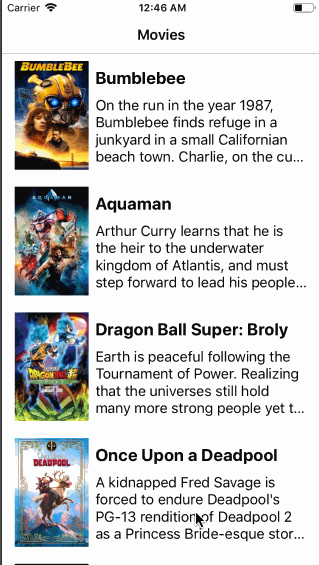 Carrier 12:46 AM
Movies
BUMBLEBEE
Bumblebee
On the run in the year 1987,
Bumblebee finds refuge in a
junkyard in a small Californian
beach town. Charlie, on the cu...
AQUAMAN
Aquaman
Arthur Curry learns that he is
the heir to the underwater
kingdom of Atlantis, and must
step forward to lead his people...
Dragon Ball Super: Broly
Earth is peaceful following the
Tournament of Power. Realizing
that the universes still hold
many more strong people yet t...
DEADPOOL
Once Upon a Deadpool
A kidnapped Fred Savage is
forced to endure Deadpool's
PG-13 rendition of Deadpool 2
as a Princess Bride-esque stor...